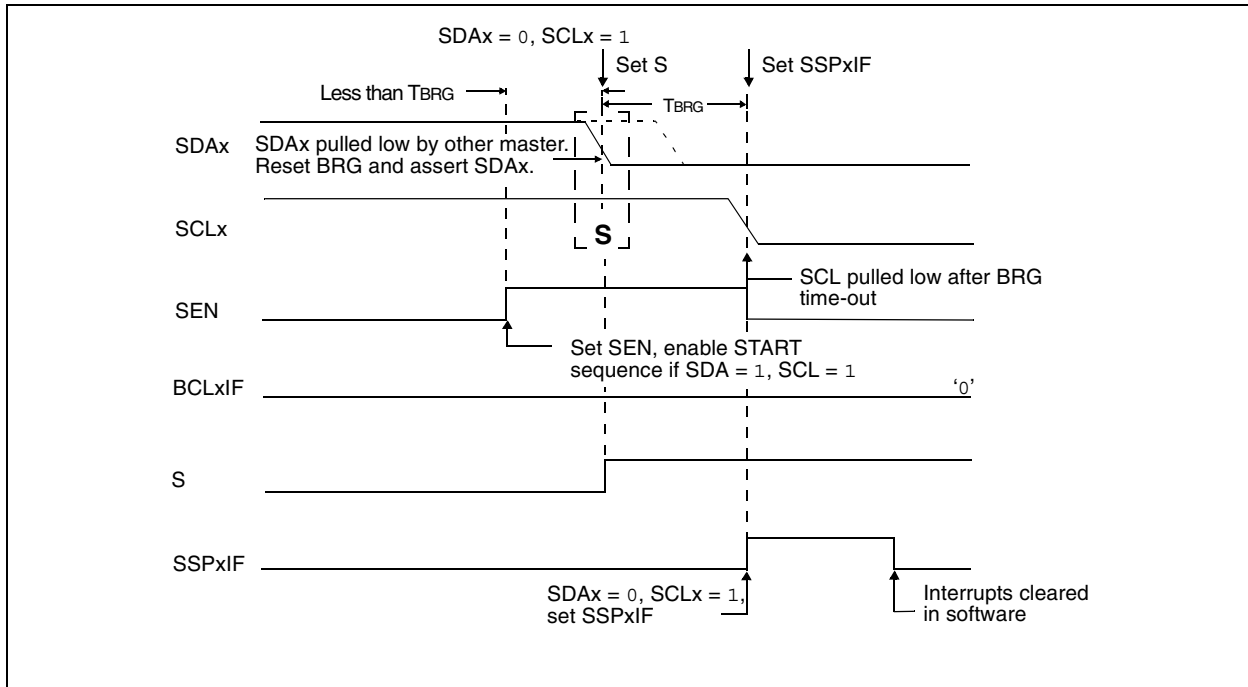 SDAx = 0, SCLx = 1
Set S
Set SSPxIF
Less than TBRG
TBRG
SDAx
SDAx pulled low by other master.
Reset BRG and assert SDAx.
SCLx
S
SCL pulled low after BRG
time-out
SEN
Set SEN, enable START
sequence if SDA = 1, SCL = 1
BCLxIF
‘0’
S
SSPxIF
SDAx = 0, SCLx = 1,
set SSPxIF
Interrupts cleared
in software